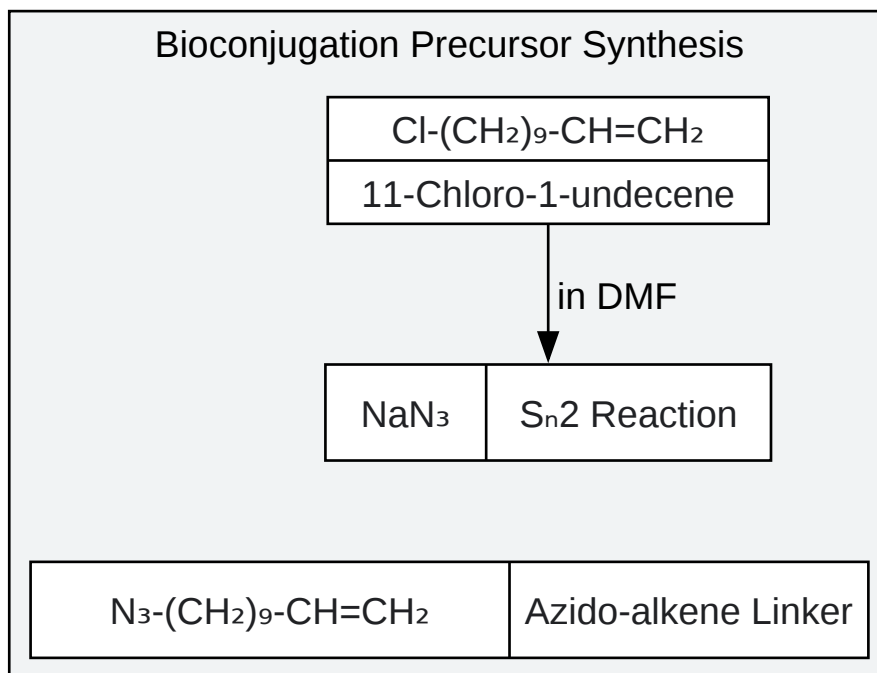 Bioconjugation Precursor Synthesis
Cl-(CH₂)₉-CH=CH₂
11-Chloro-1-undecene
in DMF
NaN₃ Sₙ2 Reaction
N₃-(CH₂)₉-CH=CH₂ Azido-alkene Linker